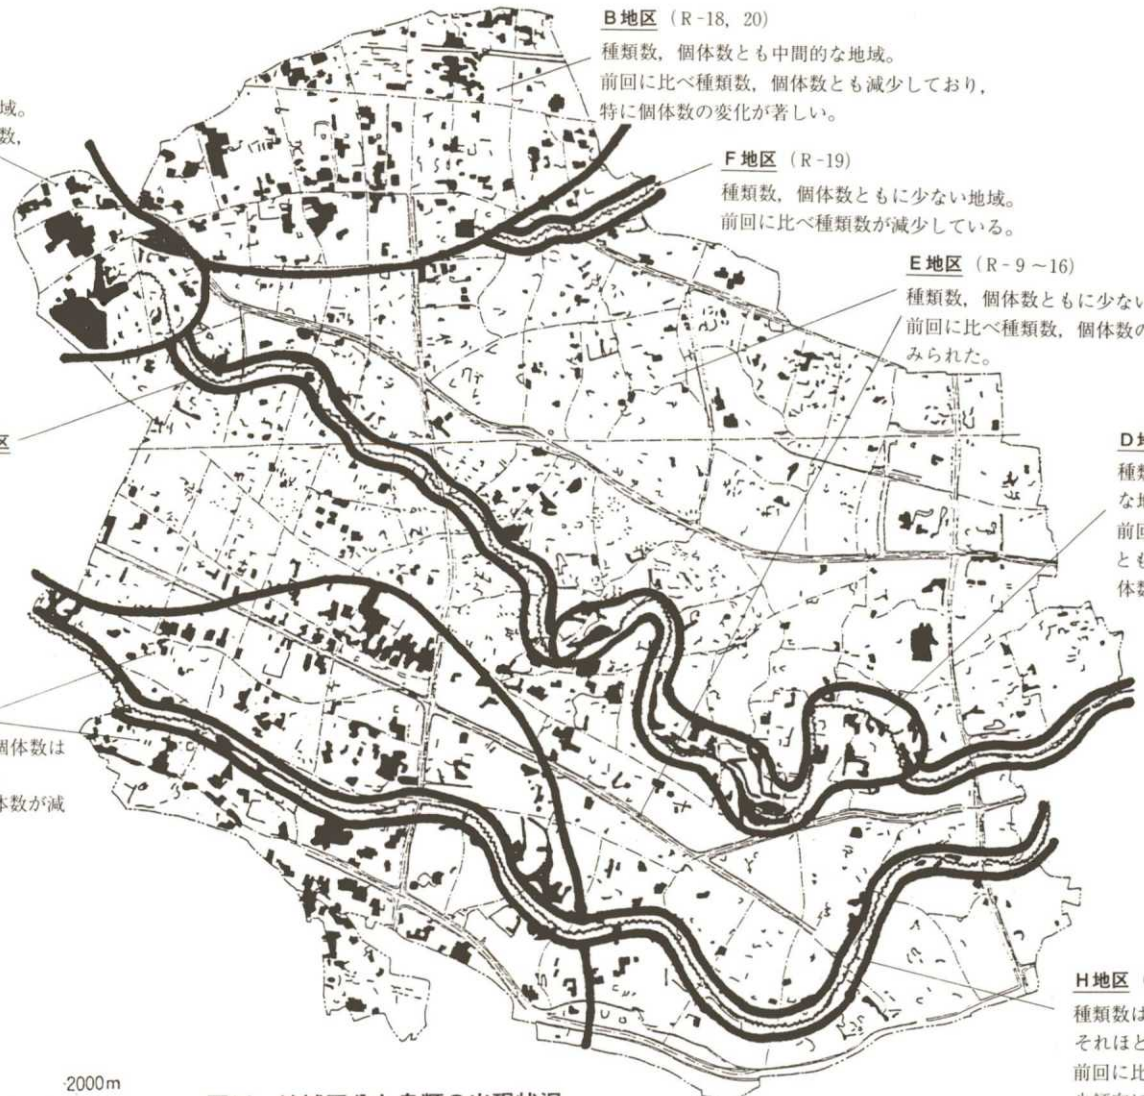 B地区 (R-18, 20)
種類数，個体数とも中間的な地域。
前回に比べ種類数，個体数とも減少しており，
特に個体数の変化が著しい。
域。
数，
F地区 (R-19)
種類数，個体数ともに少ない地域。
前回に比べ種類数が減少している。
E地区 (R-9～16)
種類数，個体数ともに少ない
前回に比べ種類数，個体数の
みられた。
区
D地
種類
な地
前回
とも
体数
個体数は
体数が減
H地区
種類数は
それほと
前回に比
2000m